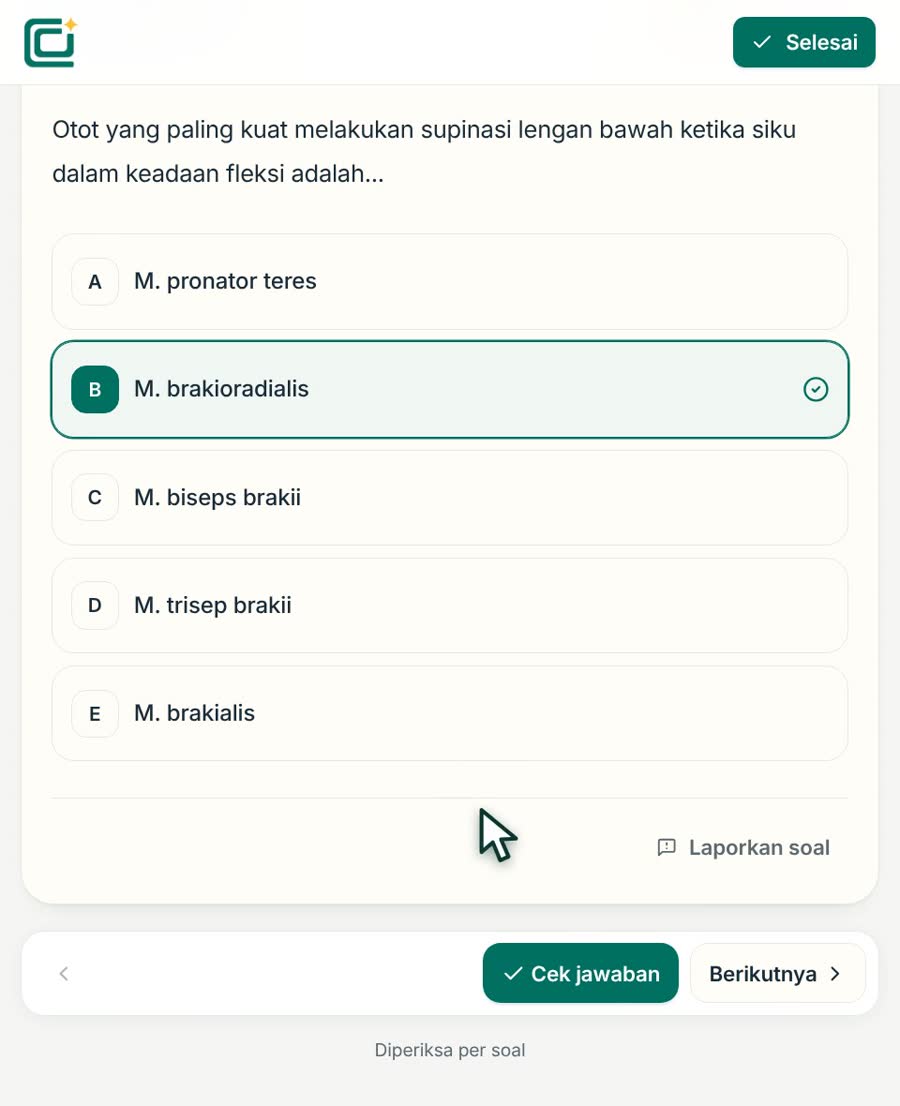 Selesai
Otot yang paling kuat melakukan supinasi lengan bawah ketika siku
dalam keadaan fleksi adalah...
A M. pronator teres
B M. brakioradialis
C M. biseps brakii
D M. trisep brakii
E M. brakialis
Laporkan soal
Cek jawaban Berikutnya
Diperiksa per soal